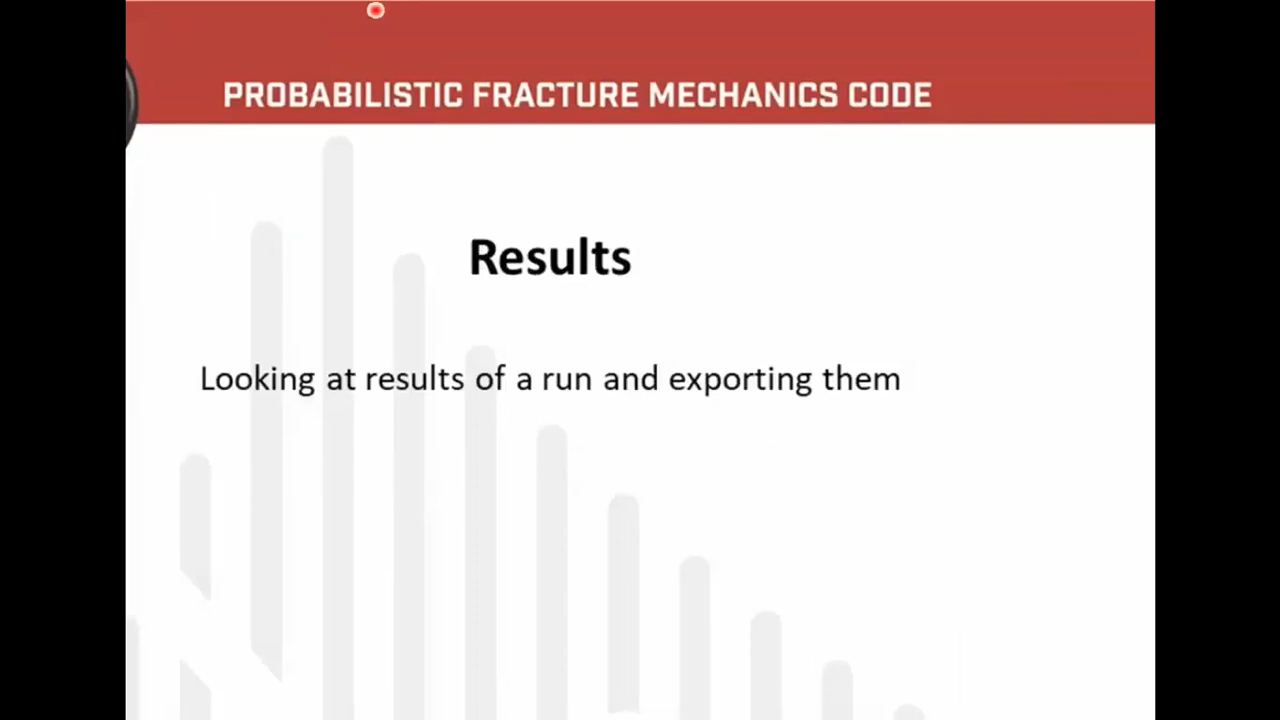 PROBABILISTIC FRACTURE MECHANICS CODE
Results
Looking at results of a run and exporting them